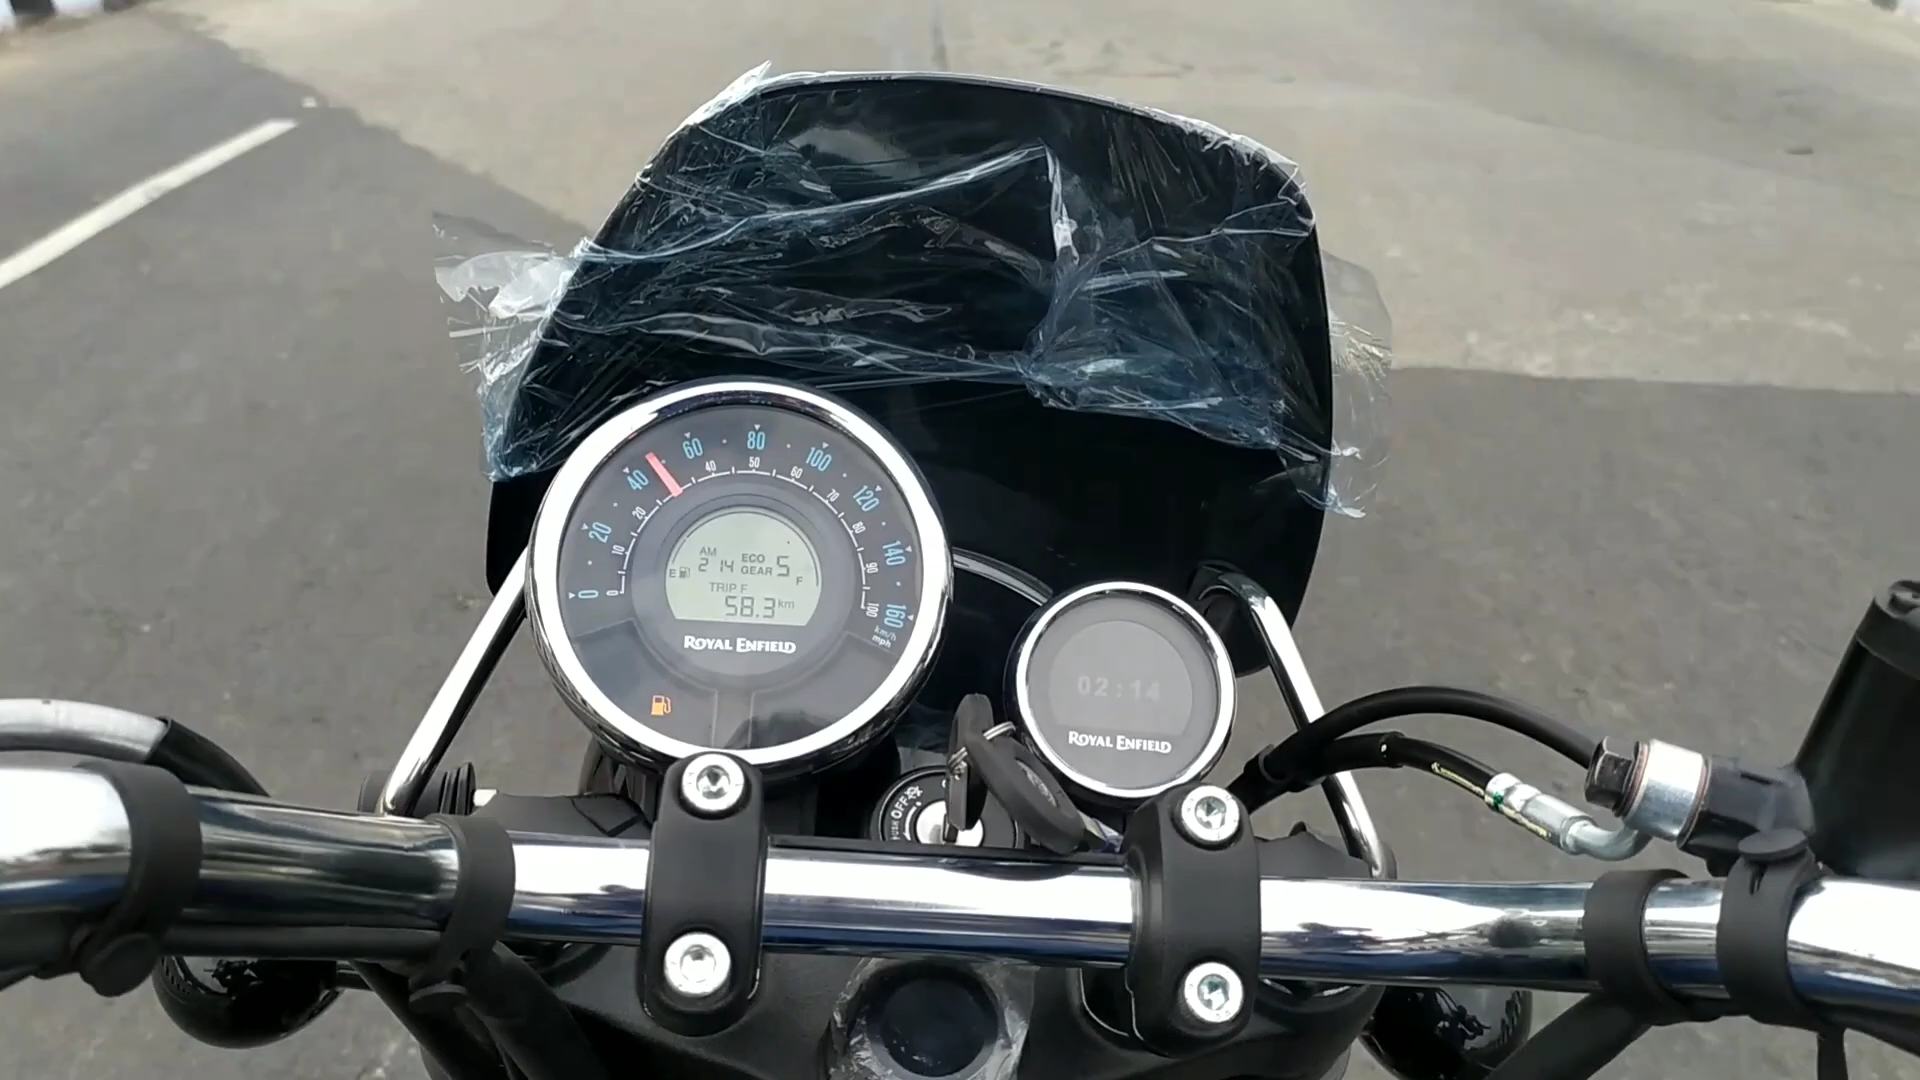 0 20 40 60 80 100 120 140 160
km/h
mph
0 10 20 40 50 60 70 80 90 100
AM
2 14 ECO
GEAR 5
E F
TRIP F
58.3 km
ROYAL ENFIELD
02:14
ROYAL ENFIELD
PUSH OFF